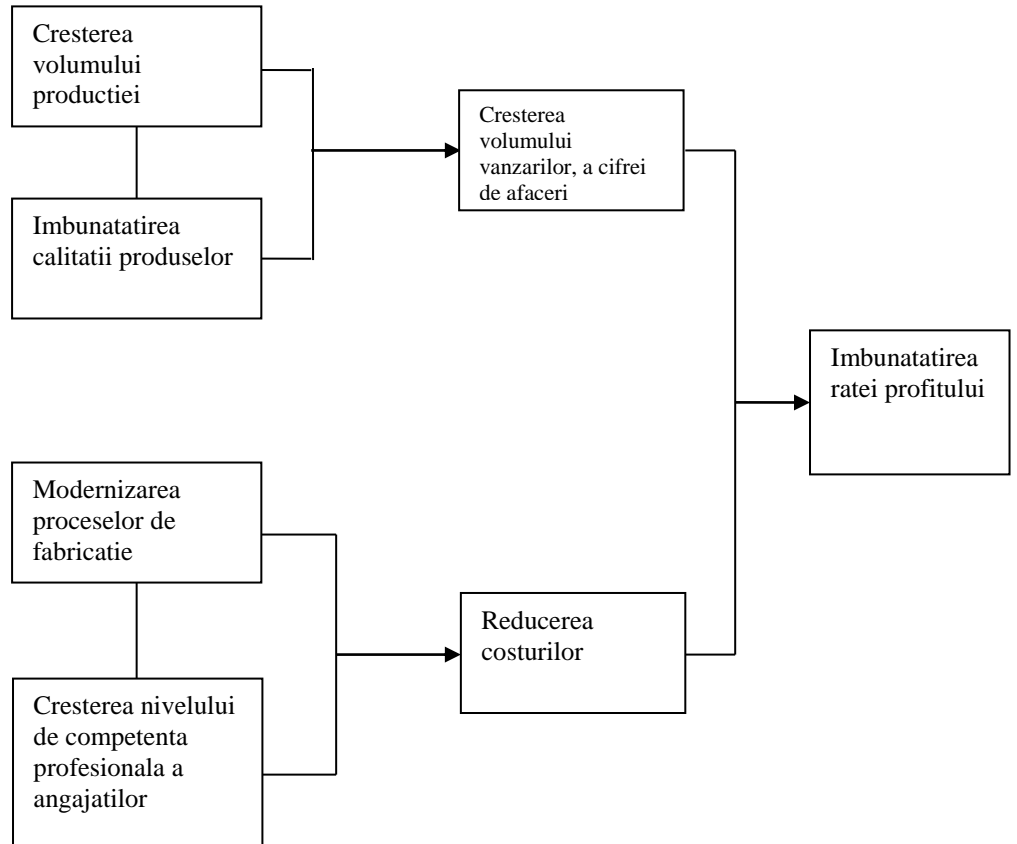 Cresterea
volumului
productiei
Imbunatatirea
calitatii produselor
Cresterea
volumului
vanzarilor, a cifrei
de afaceri
Imbunatatirea
ratei profitului
Modernizarea
proceselor de
fabricatie
Cresterea nivelului
de competenta
profesionala a
angajatilor
Reducerea
costurilor